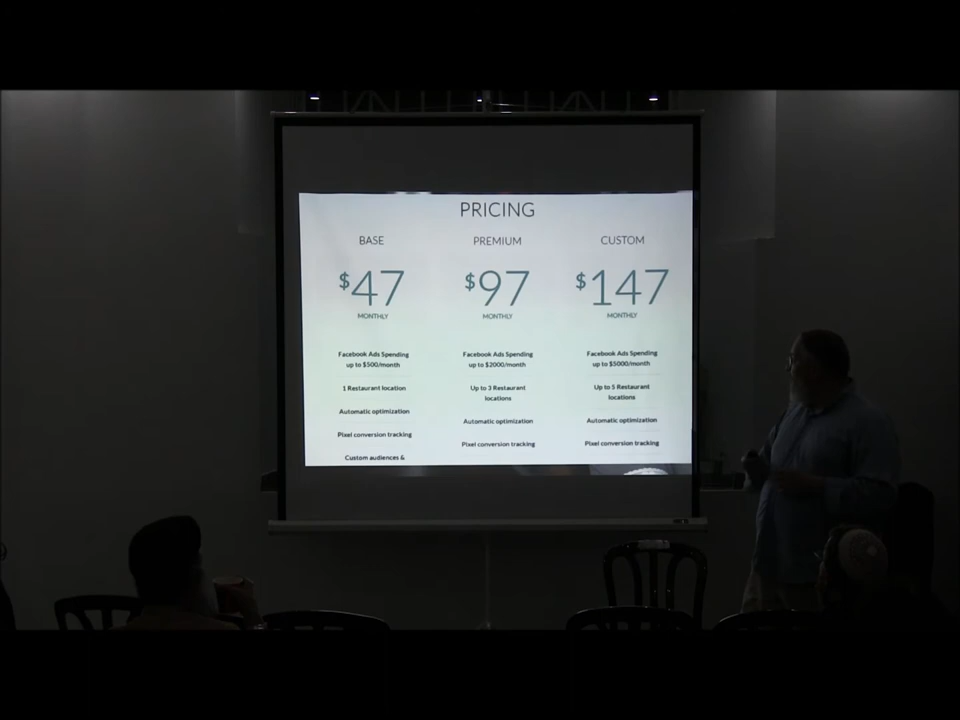 PRICING
BASE
$47
MONTHLY
Facebook Ads Spending
up to $500/month
1 Restaurant location
Automatic optimization
Pixel conversion tracking
Custom audiences &
PREMIUM
$97
MONTHLY
Facebook Ads Spending
up to $2000/month
Up to 3 Restaurant
locations
Automatic optimization
Pixel conversion tracking
CUSTOM
$147
MONTHLY
Facebook Ads Spending
up to $5000/month
Up to 5 Restaurant
locations
Automatic optimization
Pixel conversion tracking